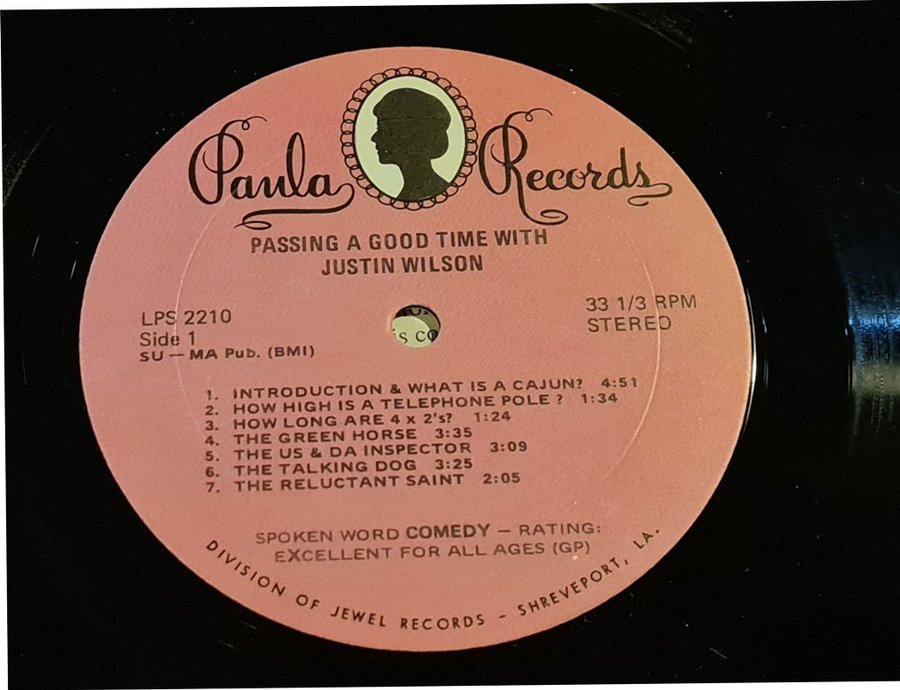 Paula Records
PASSING A GOOD TIME WITH
JUSTIN WILSON
LPS 2210
Side 1
SU — MA Pub. (BMI)
33 1/3 RPM
STEREO
1. INTRODUCTION & WHAT IS A CAJUN? 4:51
2. HOW HIGH IS A TELEPHONE POLE ? 1:34
3. HOW LONG ARE 4 x 2's? 1:24
4. THE GREEN HORSE 3:35
5. THE US & DA INSPECTOR 3:09
6. THE TALKING DOG 3:25
7. THE RELUCTANT SAINT 2:05
SPOKEN WORD COMEDY — RATING:
EXCELLENT FOR ALL AGES (GP)
DIVISION OF JEWEL RECORDS - SHREVEPORT, LA.